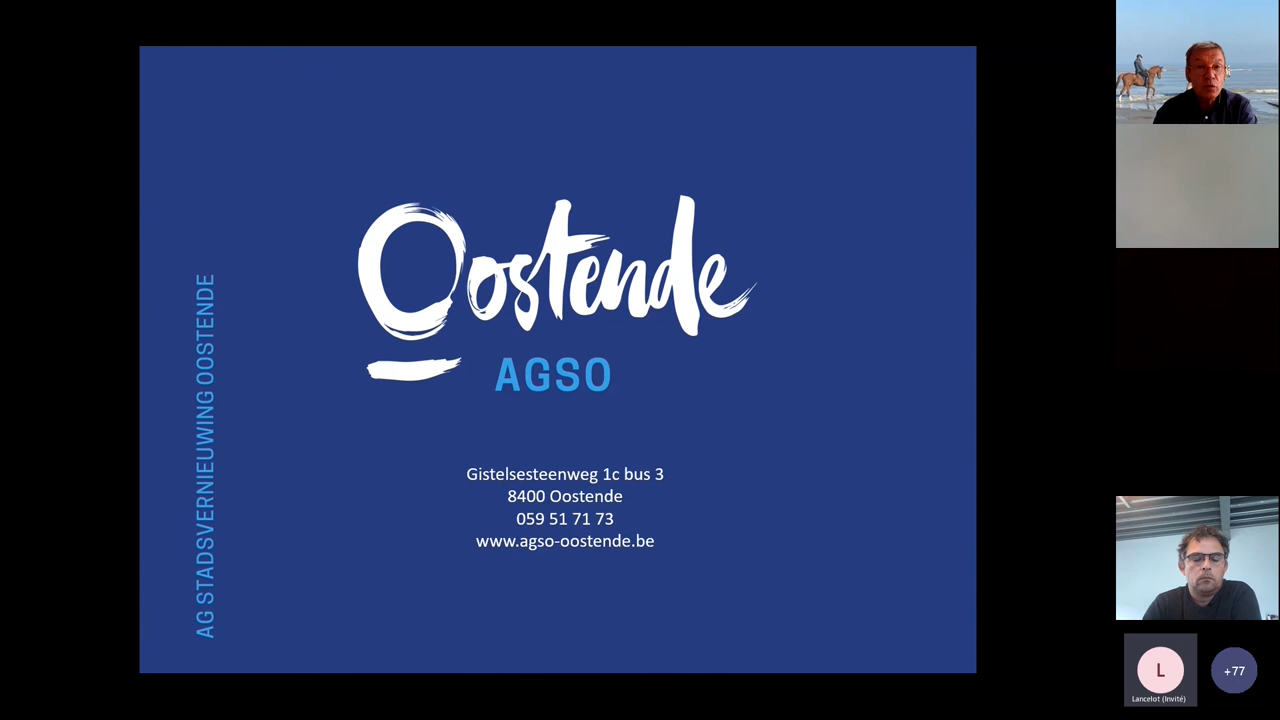 Oostende
AGSO
AG STADSVERNIEUWING OOSTENDE
Gistelsesteenweg 1c bus 3
8400 Oostende
059 51 71 73
www.agso-oostende.be
L
Lancelot (Invité)
+77